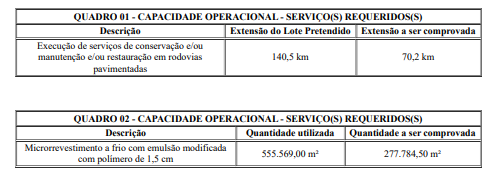 QUADRO 01 - CAPACIDADE OPERACIONAL - SERVIÇO(S) REQUERIDOS(S)
Descrição Extensão do Lote Pretendido Extensão a ser comprovada
Execução de serviços de conservação e/ou
manutenção e/ou restauração em rodovias 140,5 km 70,2 km
pavimentadas
QUADRO 02 - CAPACIDADE OPERACIONAL - SERVIÇO(S) REQUERIDOS(S)
Descrição Quantidade utilizada Quantidade a ser comprovada
Microrrevestimento a frio com emulsão modificada
com polímero de 1,5 cm 555.569,00 m² 277.784,50 m²